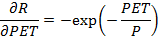 ∂R/∂PET = −exp(−PET/P)